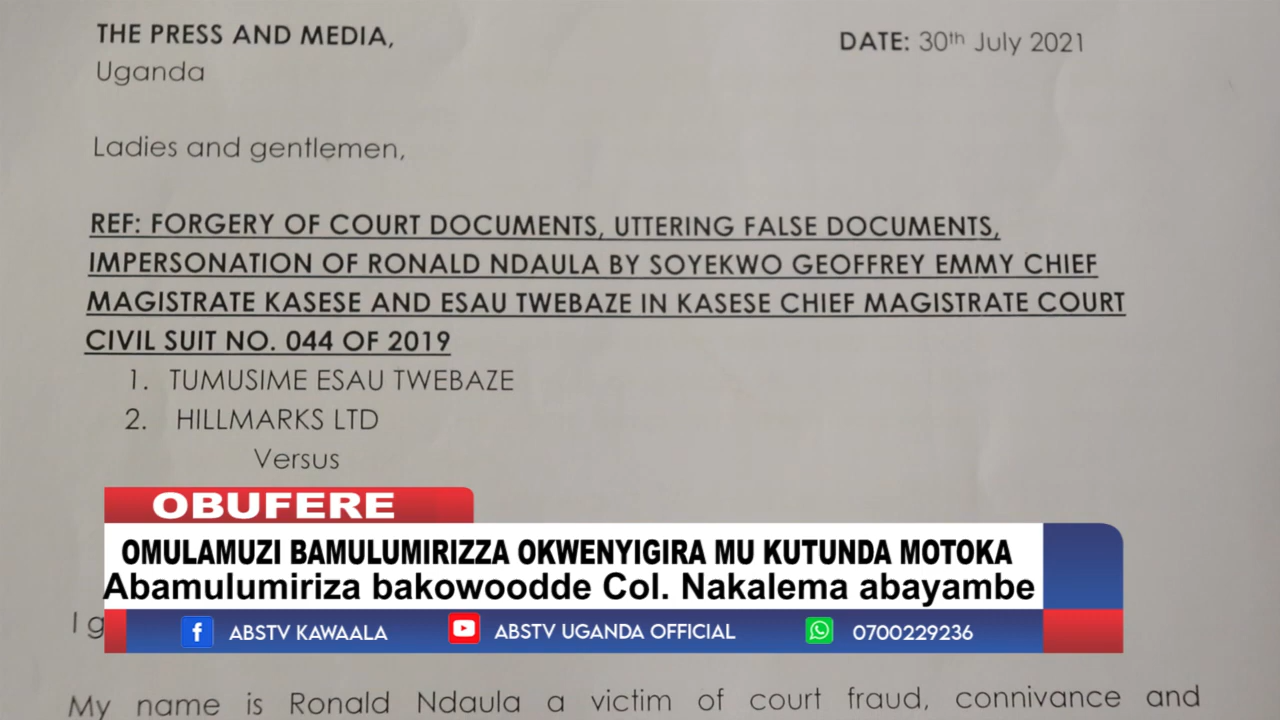 THE PRESS AND MEDIA,
DATE: 30th July 2021
Uganda
Ladies and gentlemen,
REF: FORGERY OF COURT DOCUMENTS, UTTERING FALSE DOCUMENTS,
IMPERSONATION OF RONALD NDAULA BY SOYEKWO GEOFFREY EMMY CHIEF
MAGISTRATE KASESE AND ESAU TWEBAZE IN KASESE CHIEF MAGISTRATE COURT
CIVIL SUIT NO. 044 OF 2019
1. TUMUSIME ESAU TWEBAZE
2. HILLMARKS LTD
Versus
OBUFERE
OMULAMUZI BAMULUMIRIZZA OKWENYIGIRA MU KUTUNDA MOTOKA
Abamulumiriza bakowoodde Col. Nakalema abayambe
I
ABSTV KAWAALA
ABSTV UGANDA OFFICIAL
0700229236
My name is Ronald Ndaula a victim of court fraud, connivance and